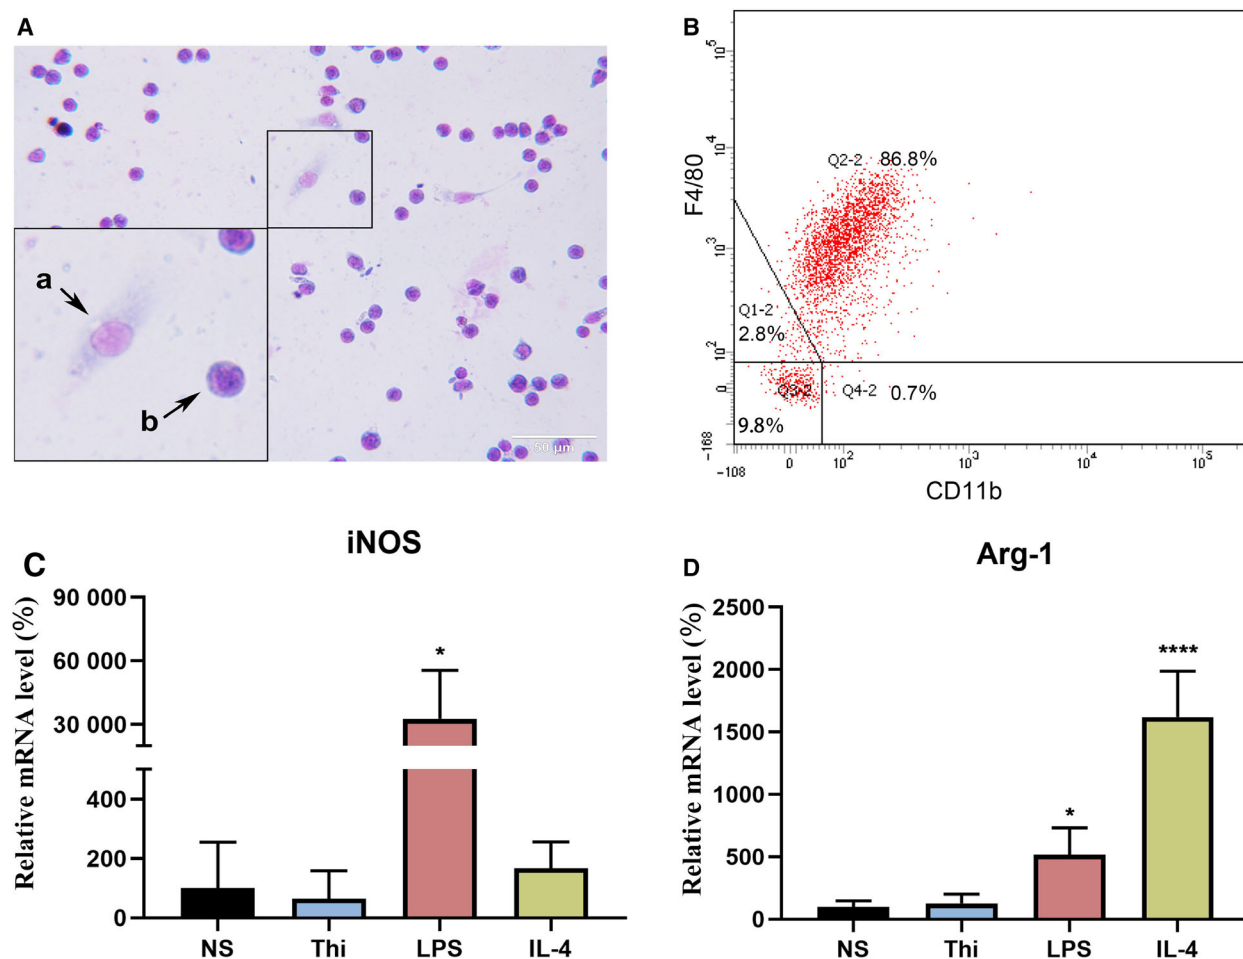 A
a
b
50 µm
B
F4/80
10^5
10^4
10^3
10^2
0
-168
Q2-2 86.8%
Q1-2
2.8%
Q3-2
Q4-2 0.7%
9.8%
-108 0 10^2 10^3 10^4 10^5
CD11b
C
iNOS
Relative mRNA level (%)
90 000
60 000
30 000
400
200
0
*
NS Thi LPS IL-4
D
Arg-1
Relative mRNA level (%)
2500
2000
1500
1000
500
0
*
****
NS Thi LPS IL-4